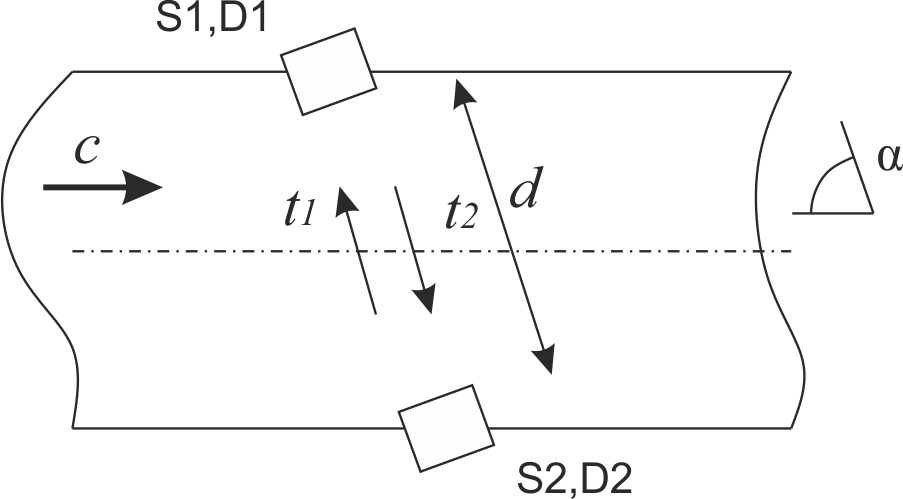 S1,D1
c
α
t1
t2
d
S2,D2